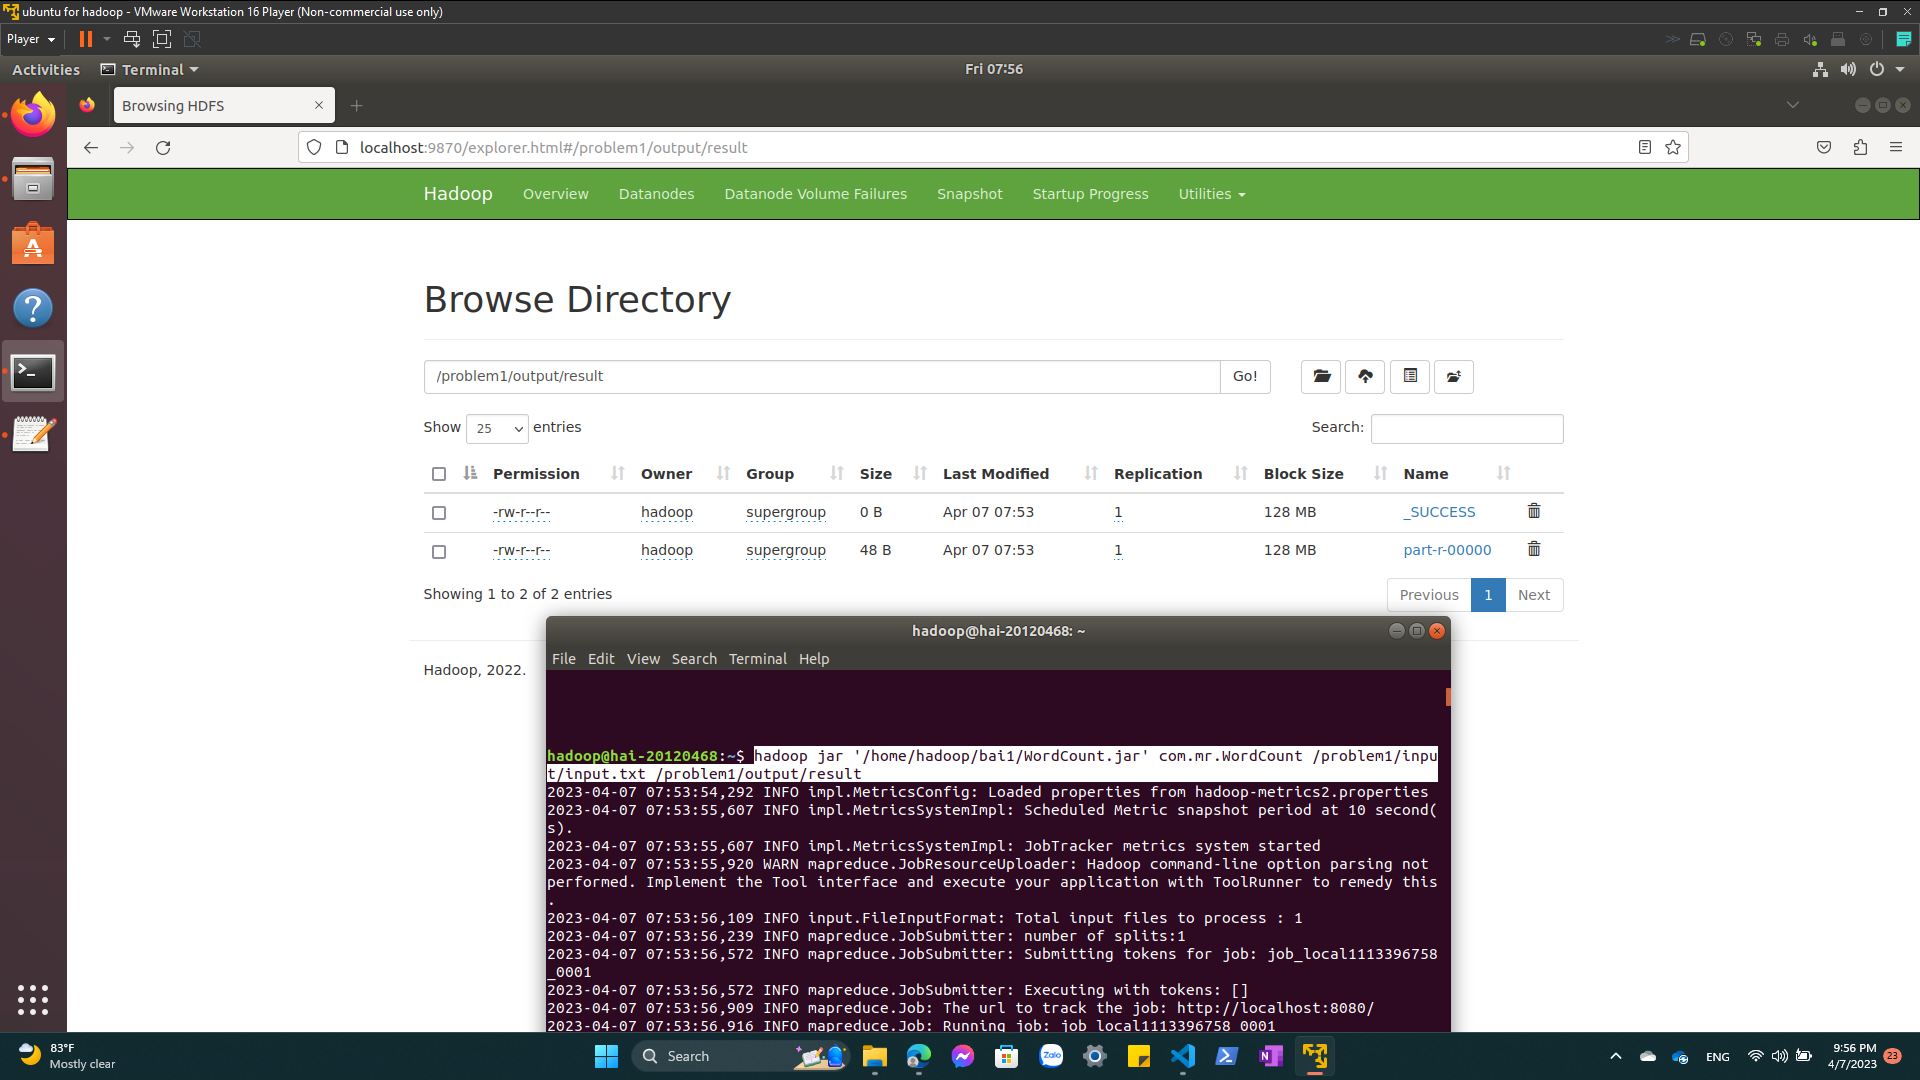 ubuntu for hadoop - VMware Workstation 16 Player (Non-commercial use only)
Player
Activities
Terminal
Fri 07:56
Browsing HDFS
localhost:9870/explorer.html#/problem1/output/result
Hadoop Overview Datanodes Datanode Volume Failures Snapshot Startup Progress Utilities
Browse Directory
/problem1/output/result Go!
Show 25 entries Search:
Permission Owner Group Size Last Modified Replication Block Size Name
-rw-r--r-- hadoop supergroup 0 B Apr 07 07:53 1 128 MB _SUCCESS
-rw-r--r-- hadoop supergroup 48 B Apr 07 07:53 1 128 MB part-r-00000
Showing 1 to 2 of 2 entries Previous 1 Next
Hadoop, 2022.
hadoop@hai-20120468: ~
File Edit View Search Terminal Help
hadoop@hai-20120468:~$ hadoop jar '/home/hadoop/bai1/WordCount.jar' com.mr.WordCount /problem1/inpu
t/input.txt /problem1/output/result
2023-04-07 07:53:54,292 INFO impl.MetricsConfig: Loaded properties from hadoop-metrics2.properties
2023-04-07 07:53:55,607 INFO impl.MetricsSystemImpl: Scheduled Metric snapshot period at 10 second(
s).
2023-04-07 07:53:55,607 INFO impl.MetricsSystemImpl: JobTracker metrics system started
2023-04-07 07:53:55,920 WARN mapreduce.JobResourceUploader: Hadoop command-line option parsing not
performed. Implement the Tool interface and execute your application with ToolRunner to remedy this
.
2023-04-07 07:53:56,109 INFO input.FileInputFormat: Total input files to process : 1
2023-04-07 07:53:56,239 INFO mapreduce.JobSubmitter: number of splits:1
2023-04-07 07:53:56,572 INFO mapreduce.JobSubmitter: Submitting tokens for job: job_local1113396758
_0001
2023-04-07 07:53:56,572 INFO mapreduce.JobSubmitter: Executing with tokens: []
2023-04-07 07:53:56,909 INFO mapreduce.Job: The url to track the job: http://localhost:8080/
2023-04-07 07:53:56,916 INFO mapreduce.Job: Running job: job_local1113396758_0001
83°F
Mostly clear
Search
Zalo
ENG
9:56 PM
4/7/2023
23